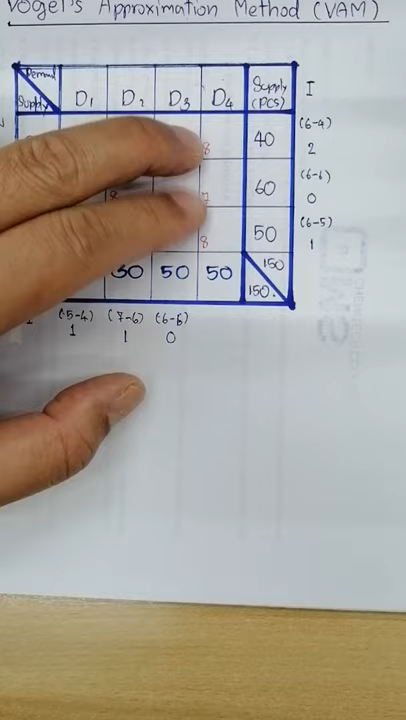 Vogel's Approximation Method (VAM)
Demand
Supply
D1 D2 D3 D4 Supply (pcs) I
8 40 (6-4) 2
8 7 60 (6-6) 0
8 50 (6-5) 1
30 50 50 150
150
(5-4) (7-6) (6-6)
1 1 0